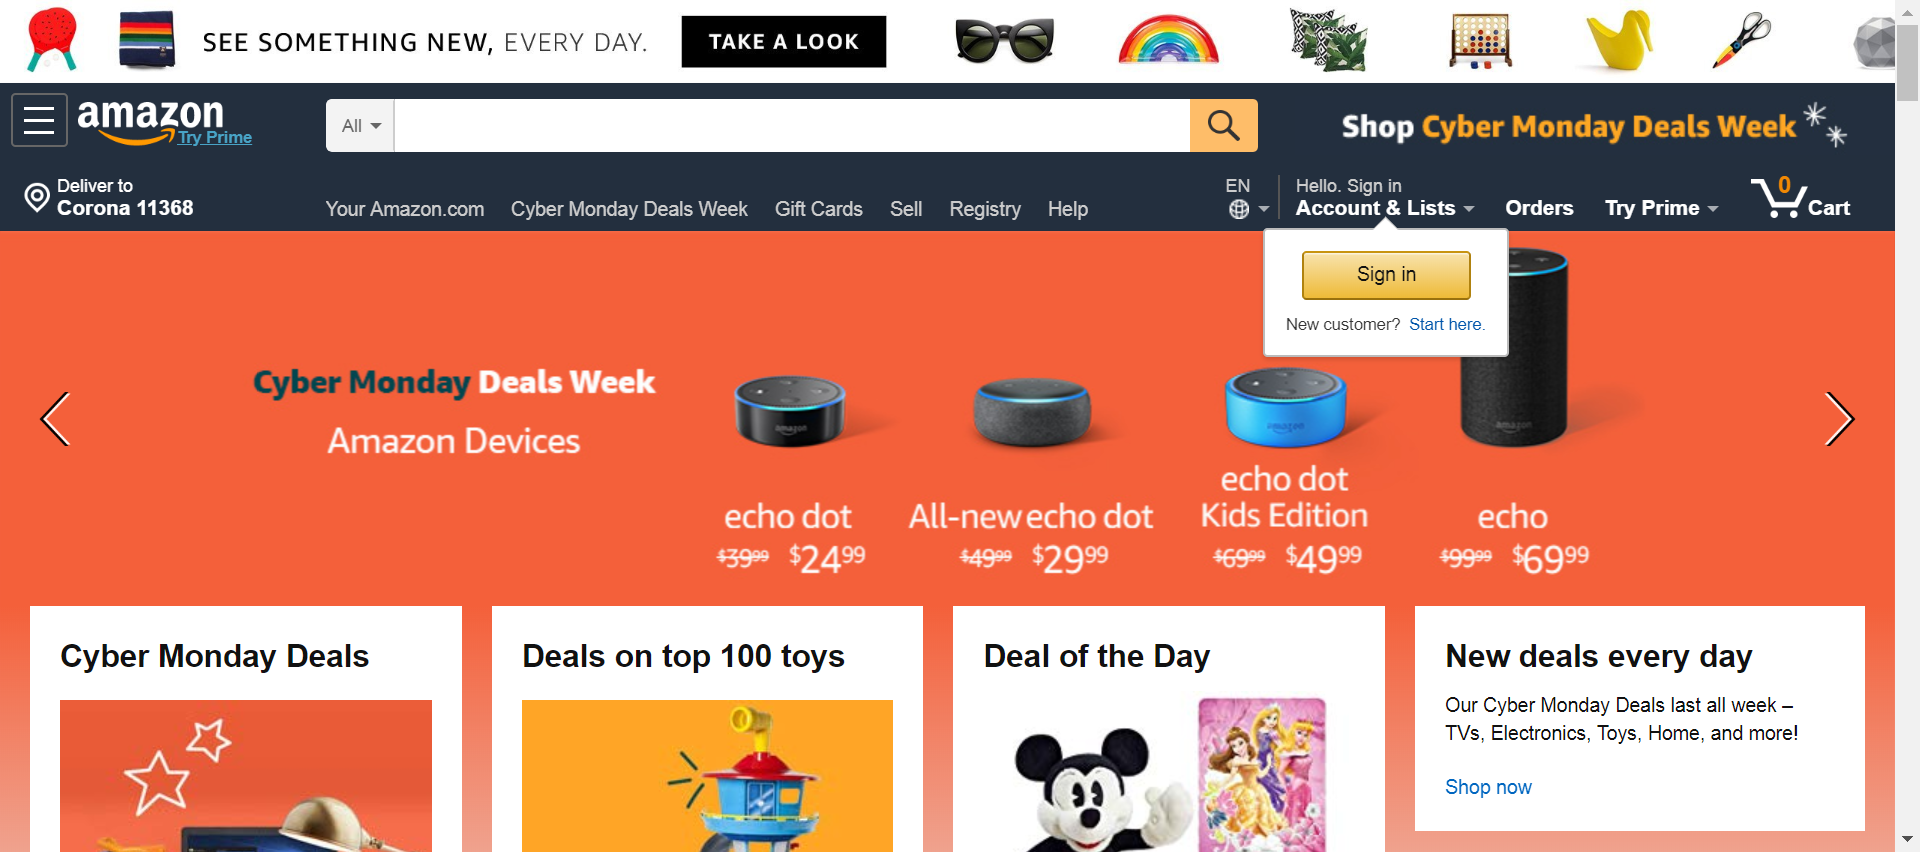 SEE SOMETHING NEW, EVERY DAY.
TAKE A LOOK
amazon
Try Prime
All
Shop Cyber Monday Deals Week
Deliver to
Corona 11368
Your Amazon.com
Cyber Monday Deals Week
Gift Cards
Sell
Registry
Help
EN
Hello. Sign in
Account & Lists
Orders
Try Prime
0
Cart
Sign in
New customer? Start here.
Cyber Monday Deals Week
Amazon Devices
amazon
amazon
amazon
echo dot
$39.99 $24.99
All-new echo dot
$49.99 $29.99
echo dot
Kids Edition
$69.99 $49.99
echo
$99.99 $69.99
Cyber Monday Deals
Deals on top 100 toys
Deal of the Day
New deals every day
Our Cyber Monday Deals last all week –
TVs, Electronics, Toys, Home, and more!
Shop now